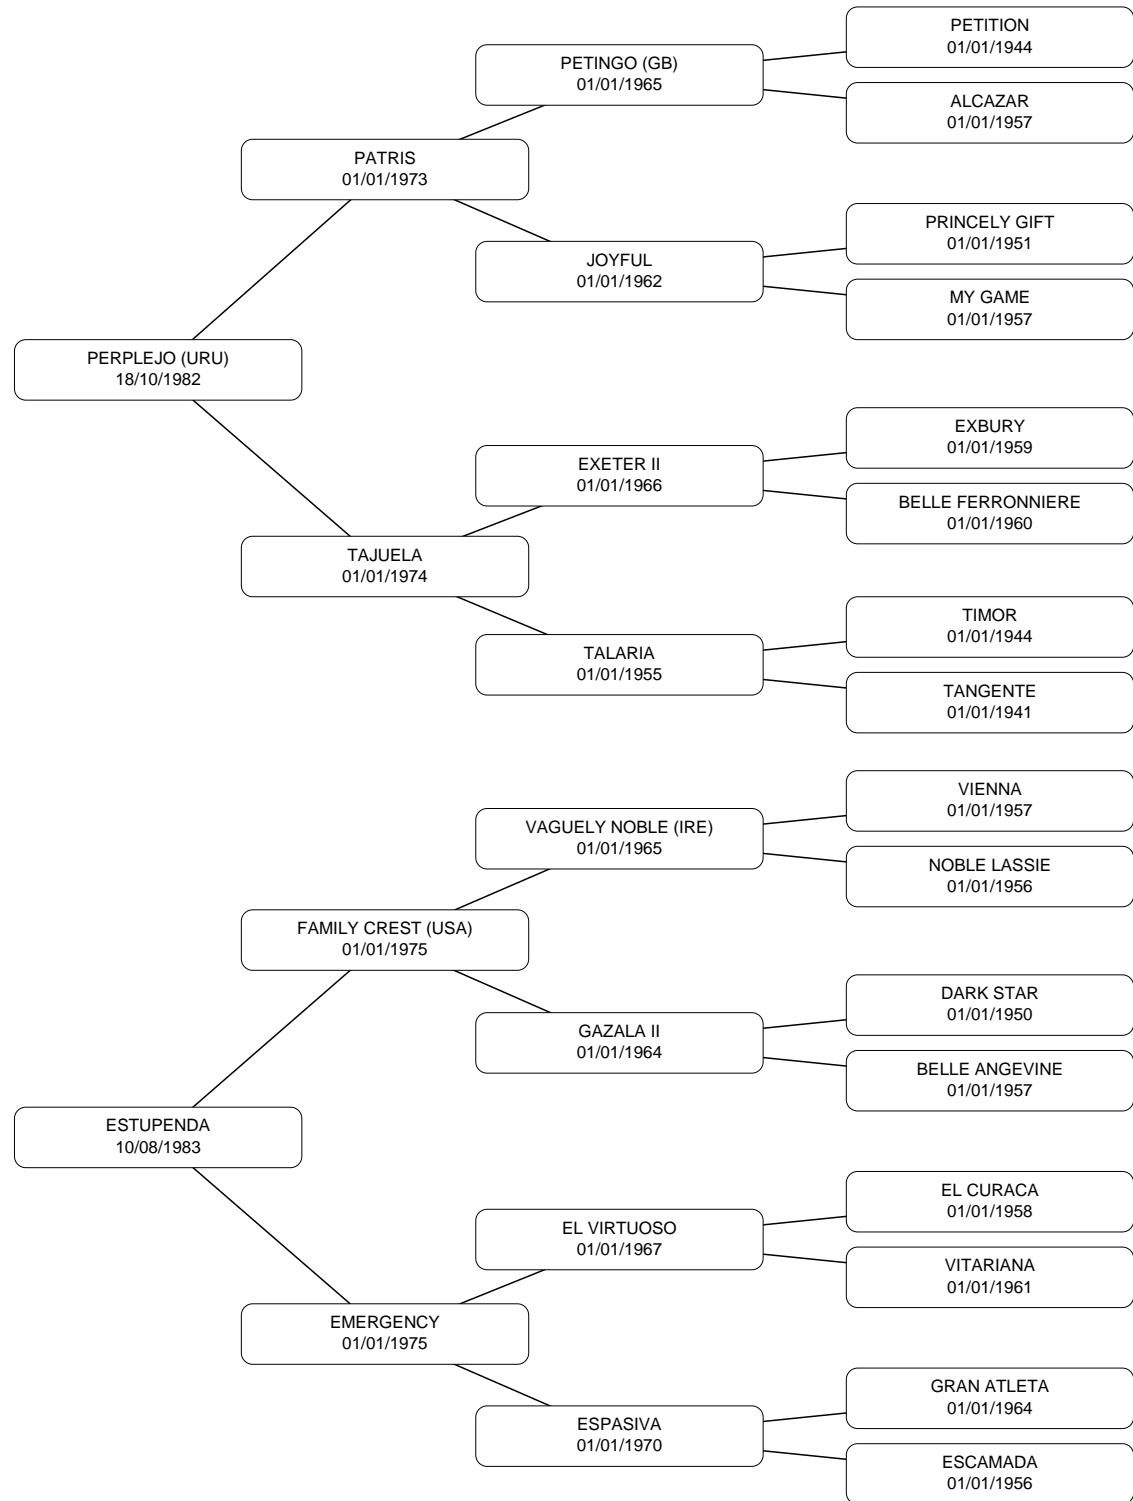 PETITION
01/01/1944
PETINGO (GB)
01/01/1965
ALCAZAR
01/01/1957
PATRIS
01/01/1973
PRINCELY GIFT
01/01/1951
JOYFUL
01/01/1962
MY GAME
01/01/1957
PERPLEJO (URU)
18/10/1982
EXBURY
01/01/1959
EXETER II
01/01/1966
BELLE FERRONNIERE
01/01/1960
TAJUELA
01/01/1974
TIMOR
01/01/1944
TALARIA
01/01/1955
TANGENTE
01/01/1941
VIENNA
01/01/1957
VAGUELY NOBLE (IRE)
01/01/1965
NOBLE LASSIE
01/01/1956
FAMILY CREST (USA)
01/01/1975
DARK STAR
01/01/1950
GAZALA II
01/01/1964
BELLE ANGEVINE
01/01/1957
ESTUPENDA
10/08/1983
EL CURACA
01/01/1958
EL VIRTUOSO
01/01/1967
VITARIANA
01/01/1961
EMERGENCY
01/01/1975
GRAN ATLETA
01/01/1964
ESPASIVA
01/01/1970
ESCAMADA
01/01/1956